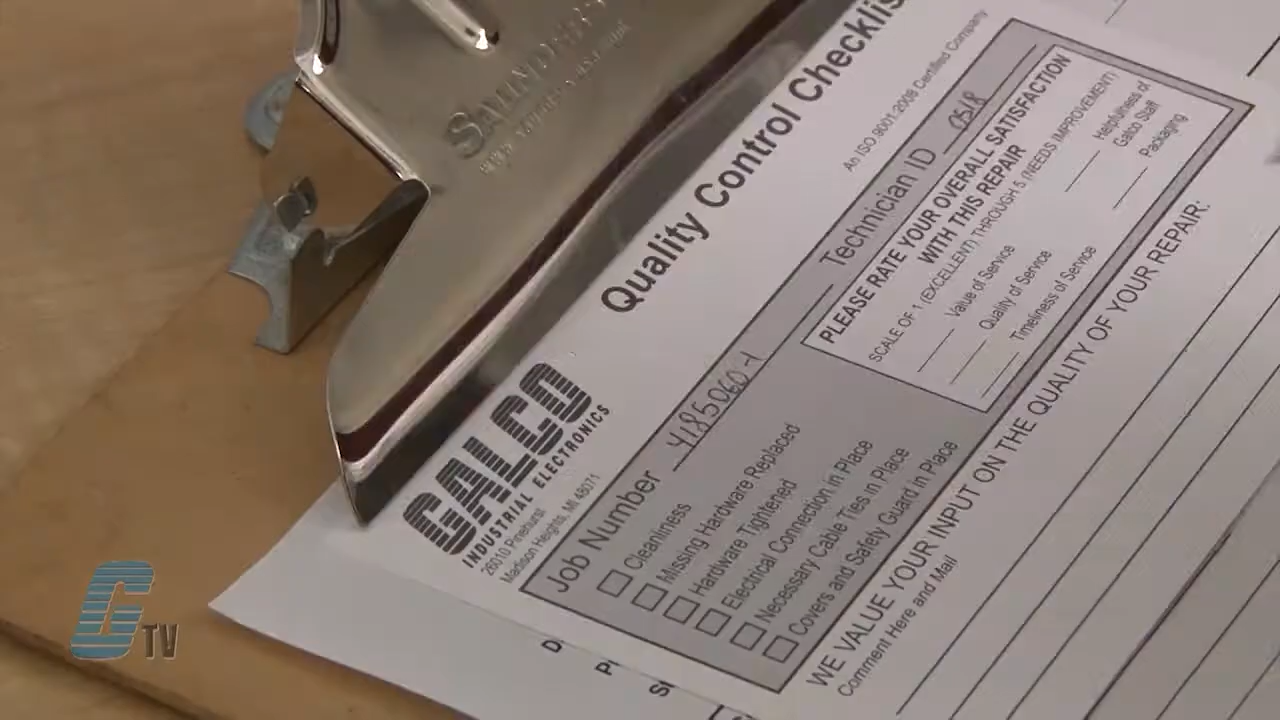 SAUNDERS
Quality Control Checklis
An ISO 9001:2008 Certified Company
GALCO
INDUSTRIAL ELECTRONICS
26010 Pinehurst
Madison Heights, MI 48071
Job Number 4185060-1 Technician ID 0518
Cleanliness
Missing Hardware Replaced
Hardware Tightened
Electrical Connection in Place
Necessary Cable Ties in Place
Covers and Safety Guard in Place
PLEASE RATE YOUR OVERALL SATISFACTION
WITH THIS REPAIR
SCALE OF 1 (EXCELLENT) THROUGH 5 (NEEDS IMPROVEMENT)
Value of Service
Quality of Service
Timeliness of Service
Helpfulness of
Galco Staff
Packaging
WE VALUE YOUR INPUT ON THE QUALITY OF YOUR REPAIR:
Comment Here and Mail
G TV